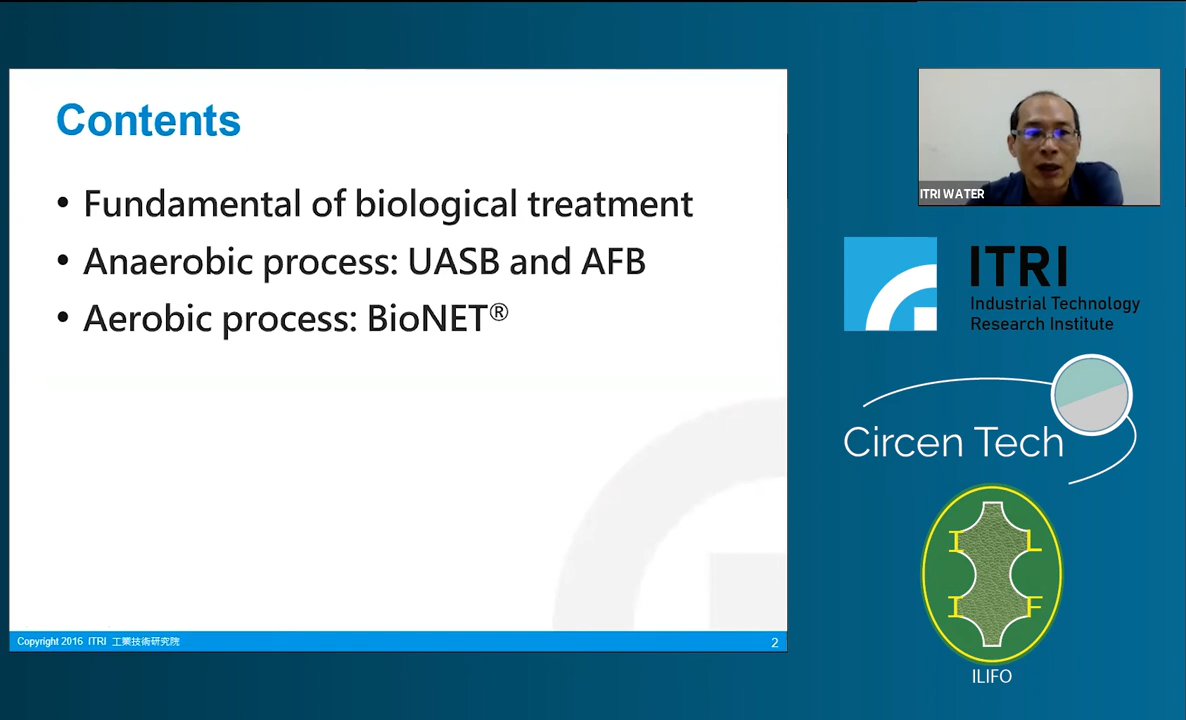 Contents
• Fundamental of biological treatment
• Anaerobic process: UASB and AFB
• Aerobic process: BioNET®
Copyright 2016 ITRI 工業技術研究院
2
ITRI WATER
ITRI
Industrial Technology
Research Institute
Circen Tech
I L
I F
ILIFO